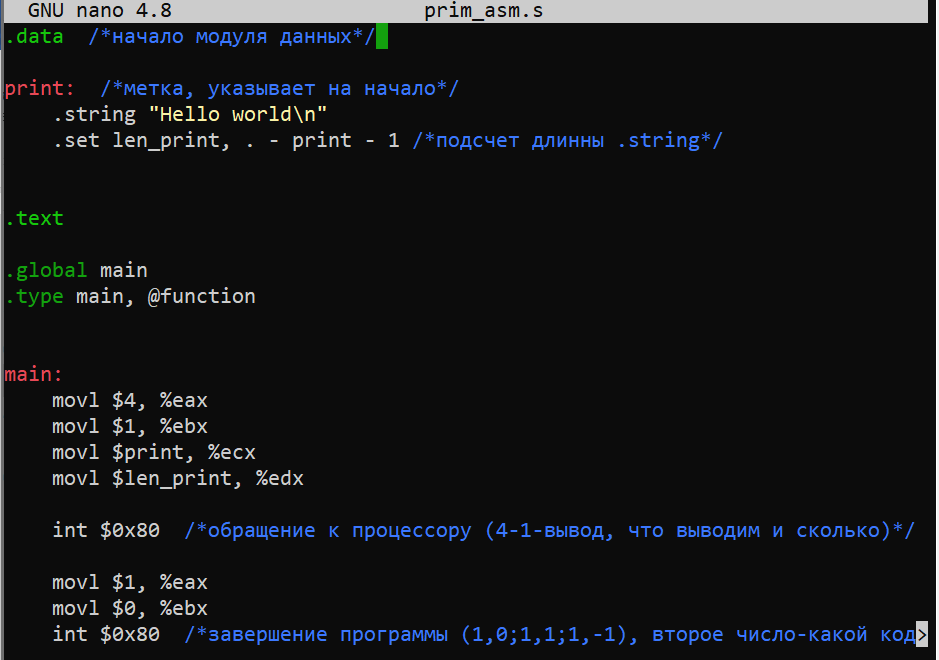 GNU nano 4.8 prim_asm.s
.data /*начало модуля данных*/
print: /*метка, указывает на начало*/
.string "Hello world\n"
.set len_print, . - print - 1 /*подсчет длинны .string*/
.text
.global main
.type main, @function
main:
movl $4, %eax
movl $1, %ebx
movl $print, %ecx
movl $len_print, %edx
int $0x80 /*обращение к процессору (4-1-вывод, что выводим и сколько)*/
movl $1, %eax
movl $0, %ebx
int $0x80 /*завершение программы (1,0;1,1;1,-1), второе число-какой код>